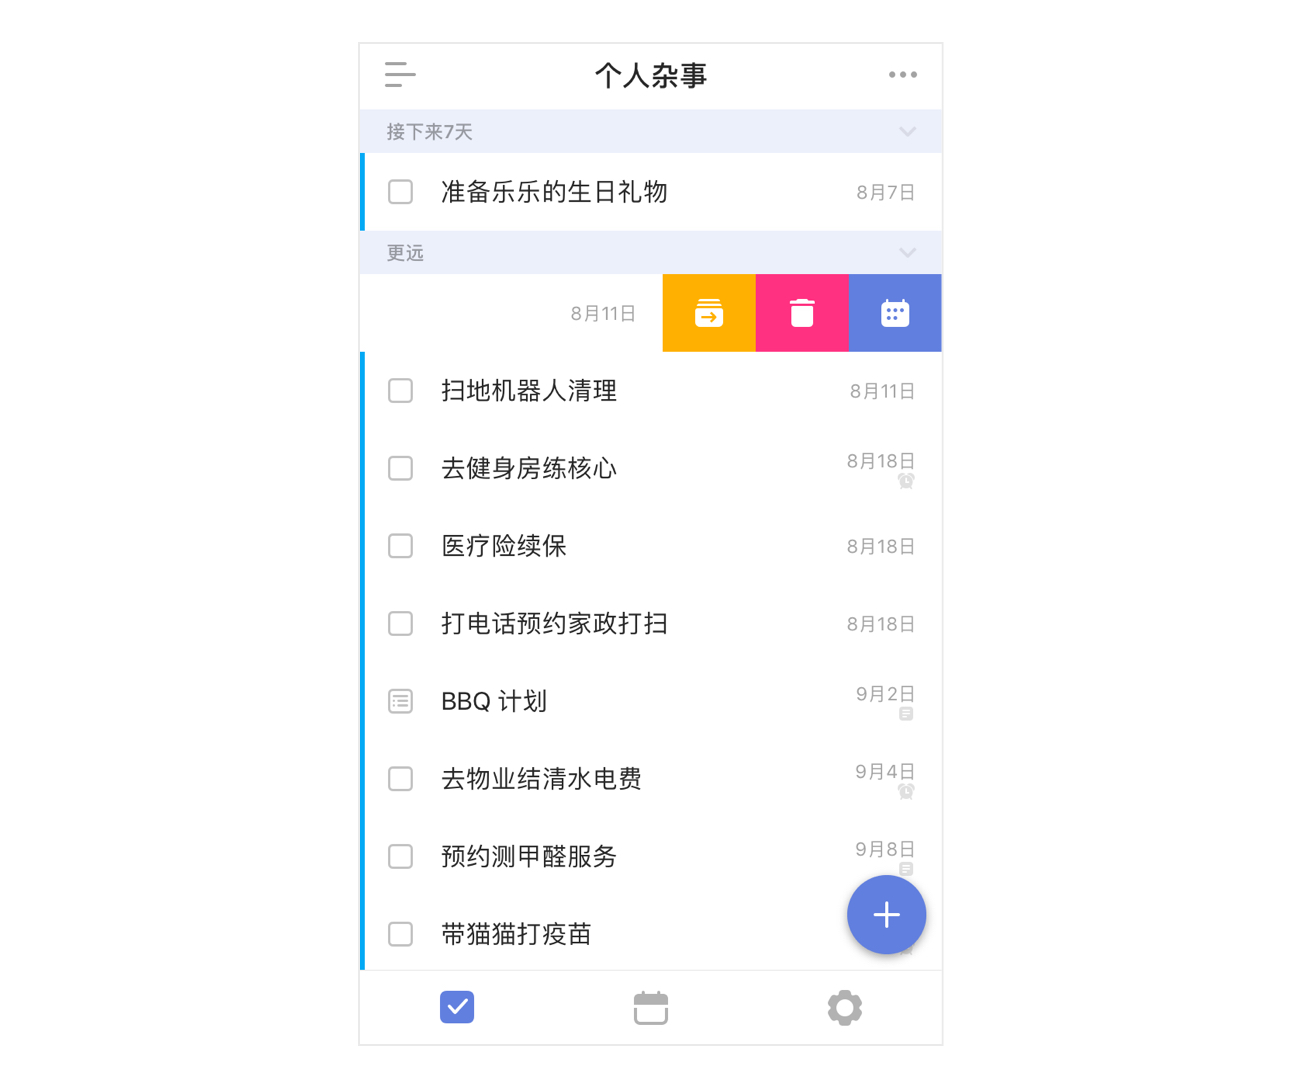 个人杂事
接下来7天
准备乐乐的生日礼物 8月7日
更远
8月11日
扫地机器人清理 8月11日
去健身房练核心 8月18日
医疗险续保 8月18日
打电话预约家政打扫 8月18日
BBQ 计划 9月2日
去物业结清水电费 9月4日
预约测甲醛服务 9月8日
带猫猫打疫苗